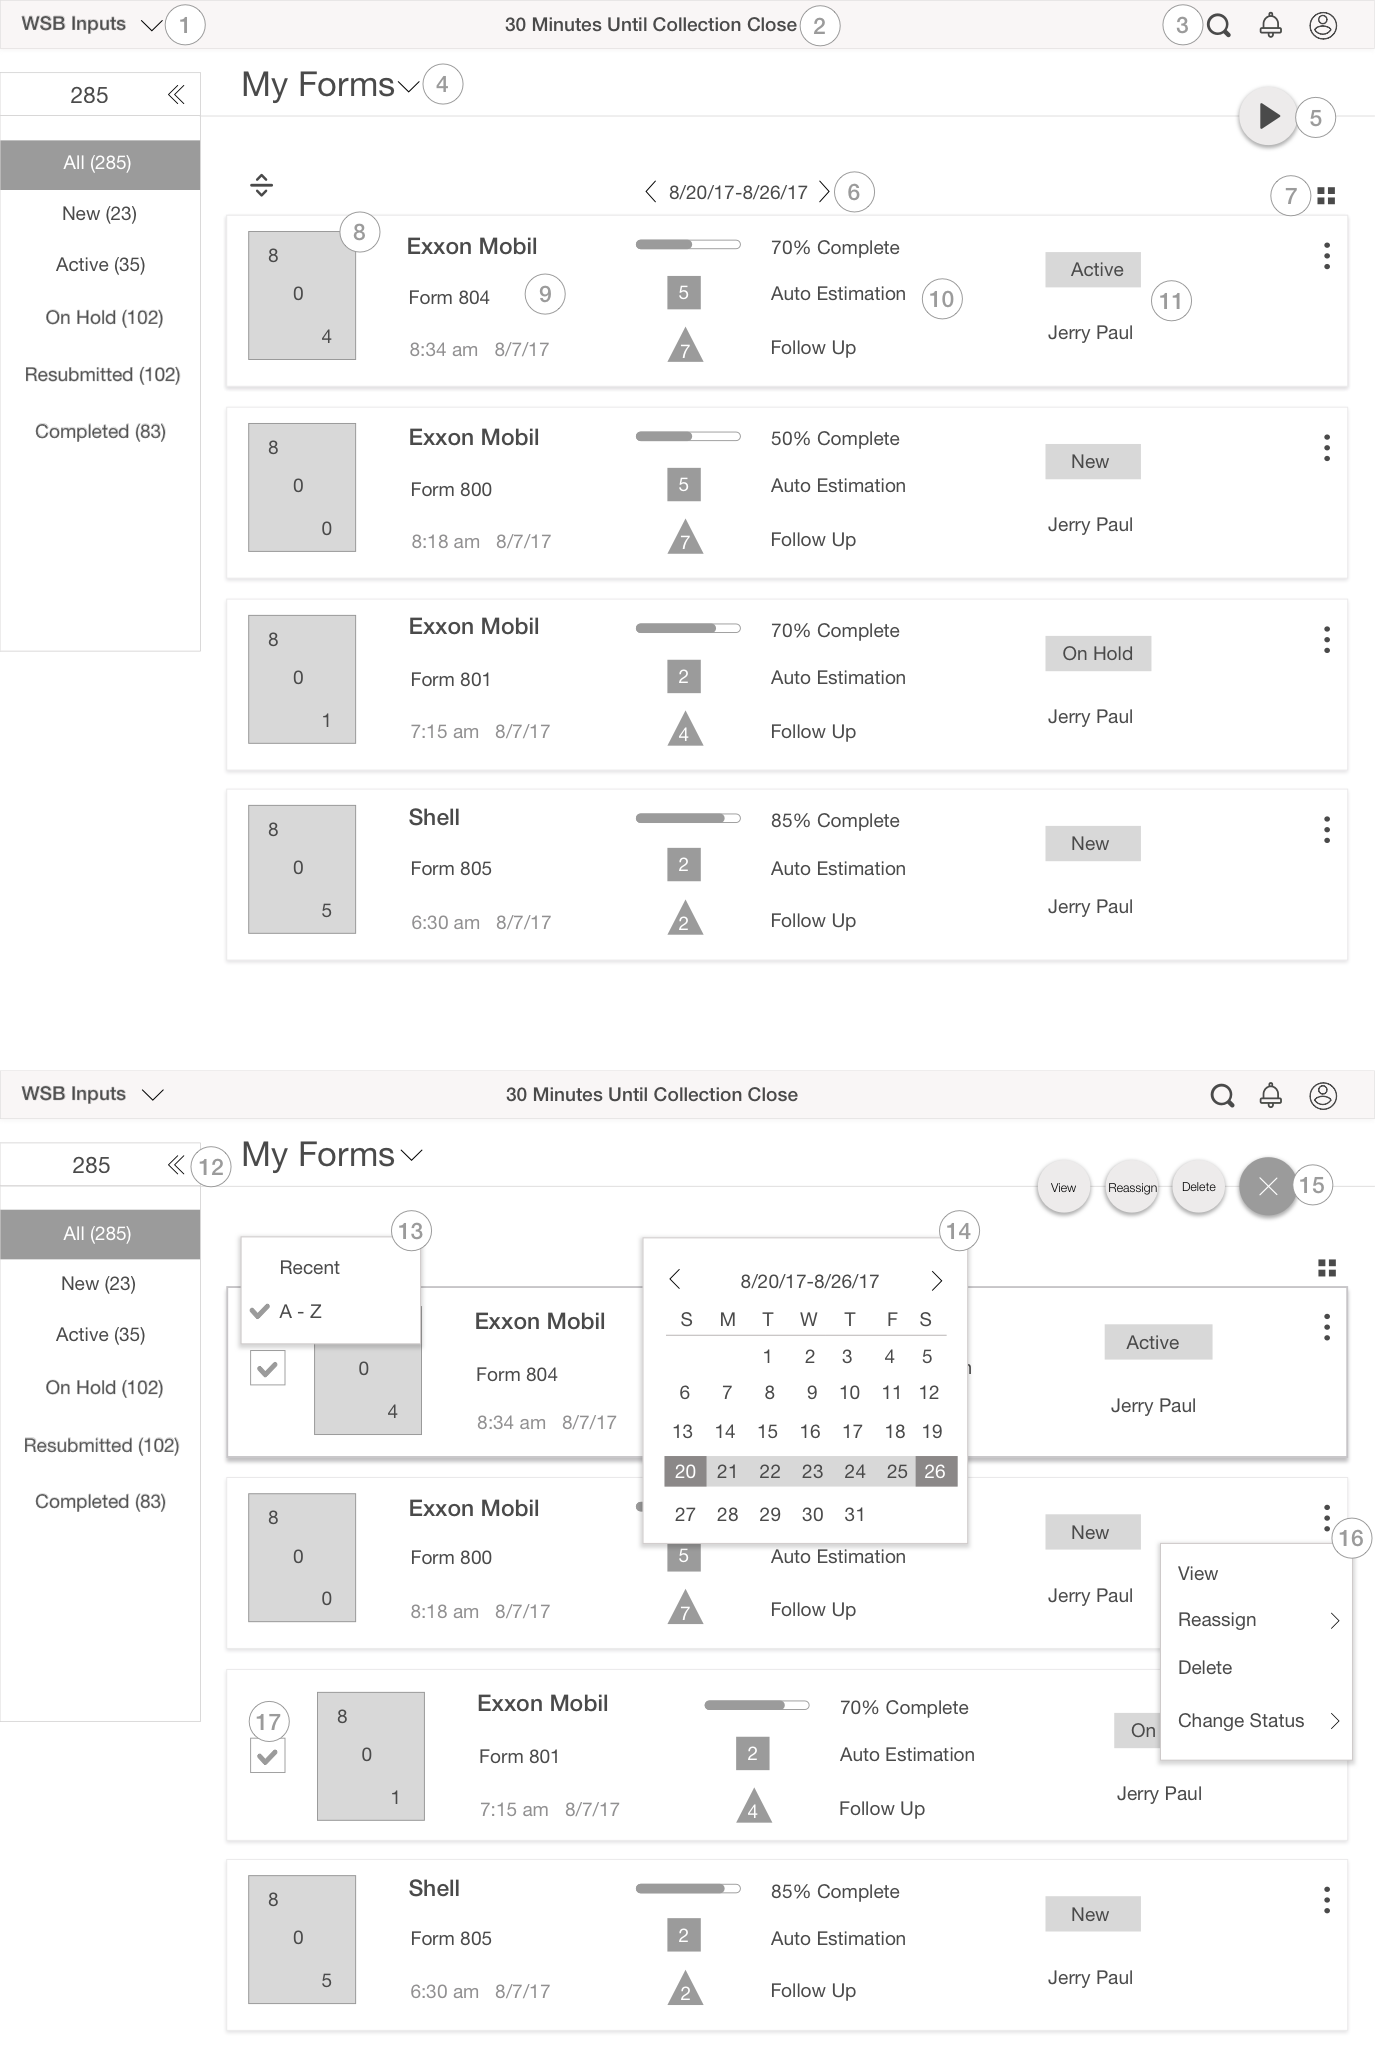 WSB Inputs 1 30 Minutes Until Collection Close 2 3
285 My Forms 4
5
All (285)
New (23)
Active (35)
On Hold (102)
Resubmitted (102)
Completed (83)
8/20/17-8/26/17 6 7
8 0 4 8 Exxon Mobil 70% Complete
Form 804 9 5 Auto Estimation 10 Active 11
8:34 am 8/7/17 7 Follow Up Jerry Paul
8 0 0 Exxon Mobil 50% Complete
Form 800 5 Auto Estimation New
8:18 am 8/7/17 7 Follow Up Jerry Paul
8 0 1 Exxon Mobil 70% Complete
Form 801 2 Auto Estimation On Hold
7:15 am 8/7/17 4 Follow Up Jerry Paul
8 0 5 Shell 85% Complete
Form 805 2 Auto Estimation New
6:30 am 8/7/17 2 Follow Up Jerry Paul
WSB Inputs 30 Minutes Until Collection Close
285 12 My Forms
View Reassign Delete 15
All (285)
New (23)
Active (35)
On Hold (102)
Resubmitted (102)
Completed (83)
13
Recent
A - Z
14
8/20/17-8/26/17
S M T W T F S
1 2 3 4 5
6 7 8 9 10 11 12
13 14 15 16 17 18 19
20 21 22 23 24 25 26
27 28 29 30 31
0 4 Exxon Mobil
Form 804 Active
8:34 am 8/7/17 Jerry Paul
8 0 0 Exxon Mobil
Form 800 5 Auto Estimation New
8:18 am 8/7/17 7 Follow Up Jerry Paul
16
View
Reassign
Delete
Change Status
17
8 0 1 Exxon Mobil 70% Complete
Form 801 2 Auto Estimation On
7:15 am 8/7/17 4 Follow Up Jerry Paul
8 0 5 Shell 85% Complete
Form 805 2 Auto Estimation New
6:30 am 8/7/17 2 Follow Up Jerry Paul